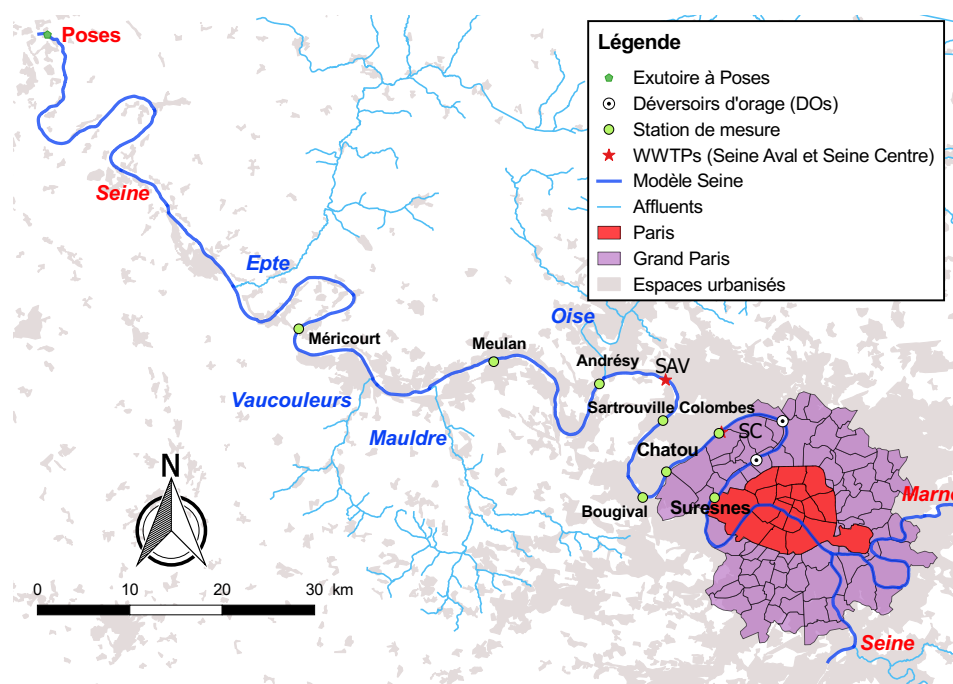 Poses
Légende
Exutoire à Poses
Déversoirs d'orage (DOs)
Station de mesure
WWTPs (Seine Aval et Seine Centre)
Modèle Seine
Affluents
Paris
Grand Paris
Espaces urbanisés
Seine
Epte
Oise
Méricourt
Meulan
Andrésy
SAV
Vaucouleurs
Sartrouville Colombes
Mauldre
SC
Chatou
N
Bougival
Suresnes
Marne
0 10 20 30 km
Seine